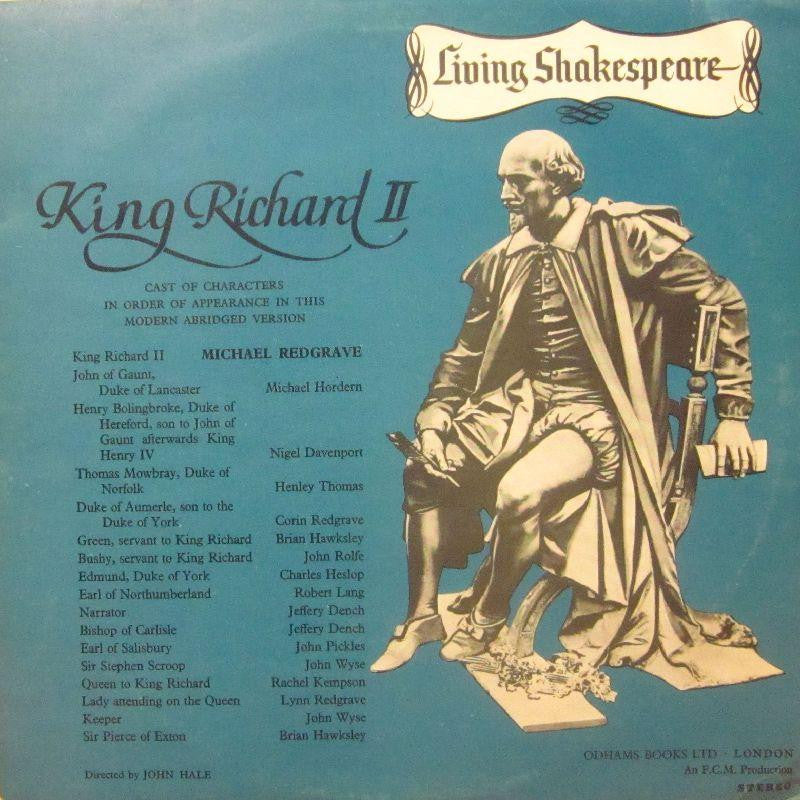 Living Shakespeare
King Richard II
CAST OF CHARACTERS
IN ORDER OF APPEARANCE IN THIS
MODERN ABRIDGED VERSION
King Richard II MICHAEL REDGRAVE
John of Gaunt,
Duke of Lancaster Michael Hordern
Henry Bolingbroke, Duke of
Hereford, son to John of
Gaunt afterwards King
Henry IV Nigel Davenport
Thomas Mowbray, Duke of
Norfolk Henley Thomas
Duke of Aumerle, son to the
Duke of York Corin Redgrave
Green, servant to King Richard Brian Hawksley
Bushy, servant to King Richard John Rolfe
Edmund, Duke of York Charles Heslop
Earl of Northumberland Robert Lang
Narrator Jeffery Dench
Bishop of Carlisle Jeffery Dench
Earl of Salisbury John Pickles
Sir Stephen Scroop John Wyse
Queen to King Richard Rachel Kempson
Lady attending on the Queen Lynn Redgrave
Keeper John Wyse
Sir Pierce of Exton Brian Hawksley
Directed by JOHN HALE
ODHAMS BOOKS LTD · LONDON
An F.C.M. Production
STEREO